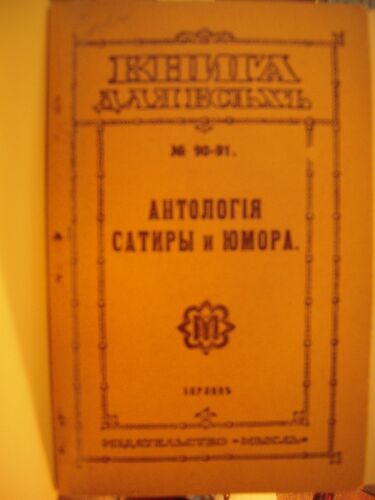 КНИГА
ДЛЯ ВСѢХЪ
№ 90-91.
АНТОЛОГІЯ
САТИРЫ И ЮМОРА.
М
БЕРЛИНЪ
ИЗДАТЕЛЬСТВО «МЫСЛЬ»